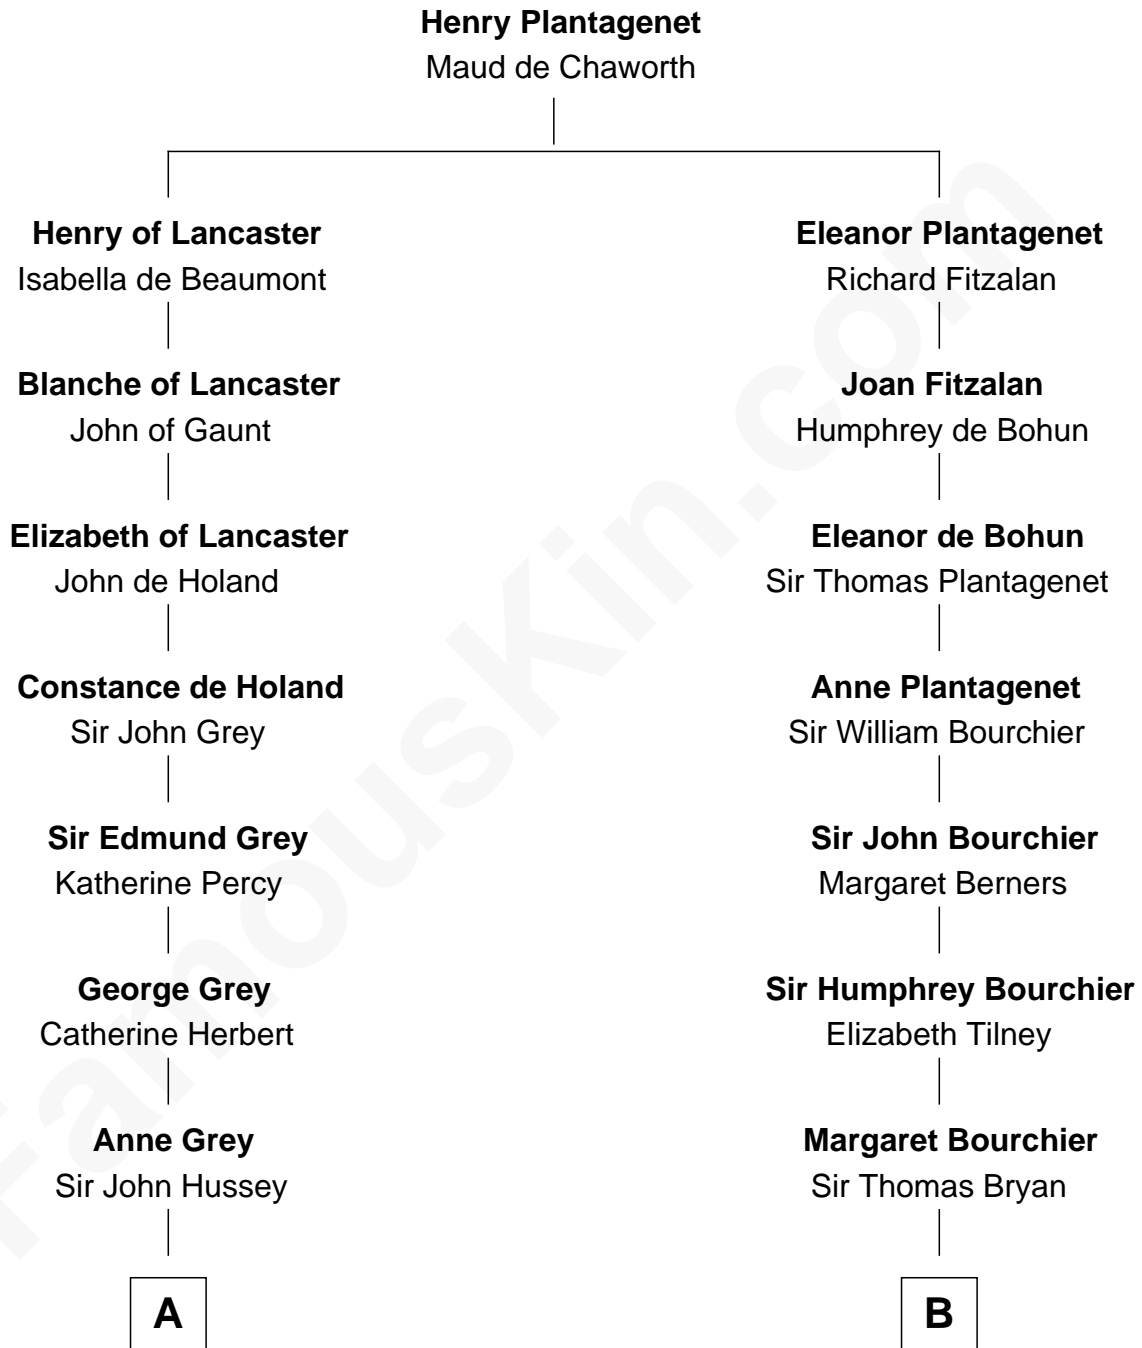 Henry Plantagenet
Maud de Chaworth
Henry of Lancaster
Isabella de Beaumont
Eleanor Plantagenet
Richard Fitzalan
Blanche of Lancaster
John of Gaunt
Joan Fitzalan
Humphrey de Bohun
Elizabeth of Lancaster
John de Holand
Eleanor de Bohun
Sir Thomas Plantagenet
Constance de Holand
Sir John Grey
Anne Plantagenet
Sir William Bourchier
Sir Edmund Grey
Katherine Percy
Sir John Bourchier
Margaret Berners
George Grey
Catherine Herbert
Sir Humphrey Bourchier
Elizabeth Tilney
Anne Grey
Sir John Hussey
Margaret Bourchier
Sir Thomas Bryan
A
B
FamousKin.com